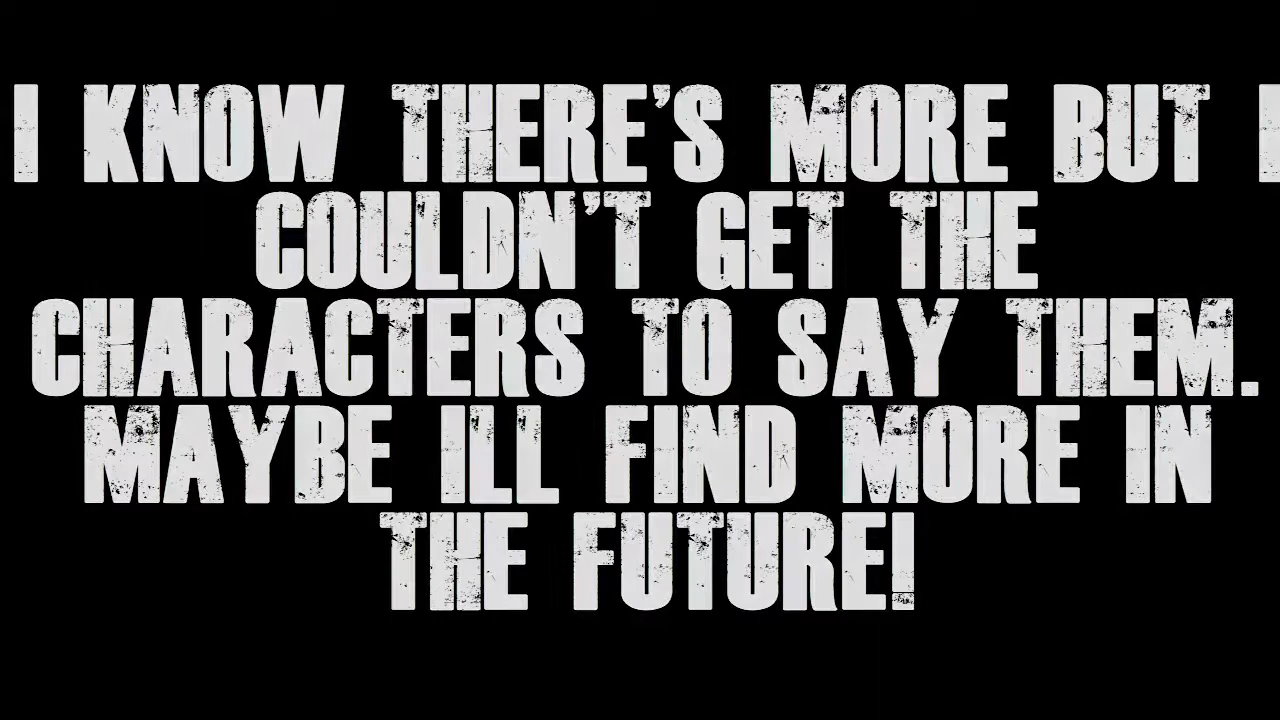 I KNOW THERE'S MORE BUT I
COULDN'T GET THE
CHARACTERS TO SAY THEM.
MAYBE ILL FIND MORE IN
THE FUTURE!